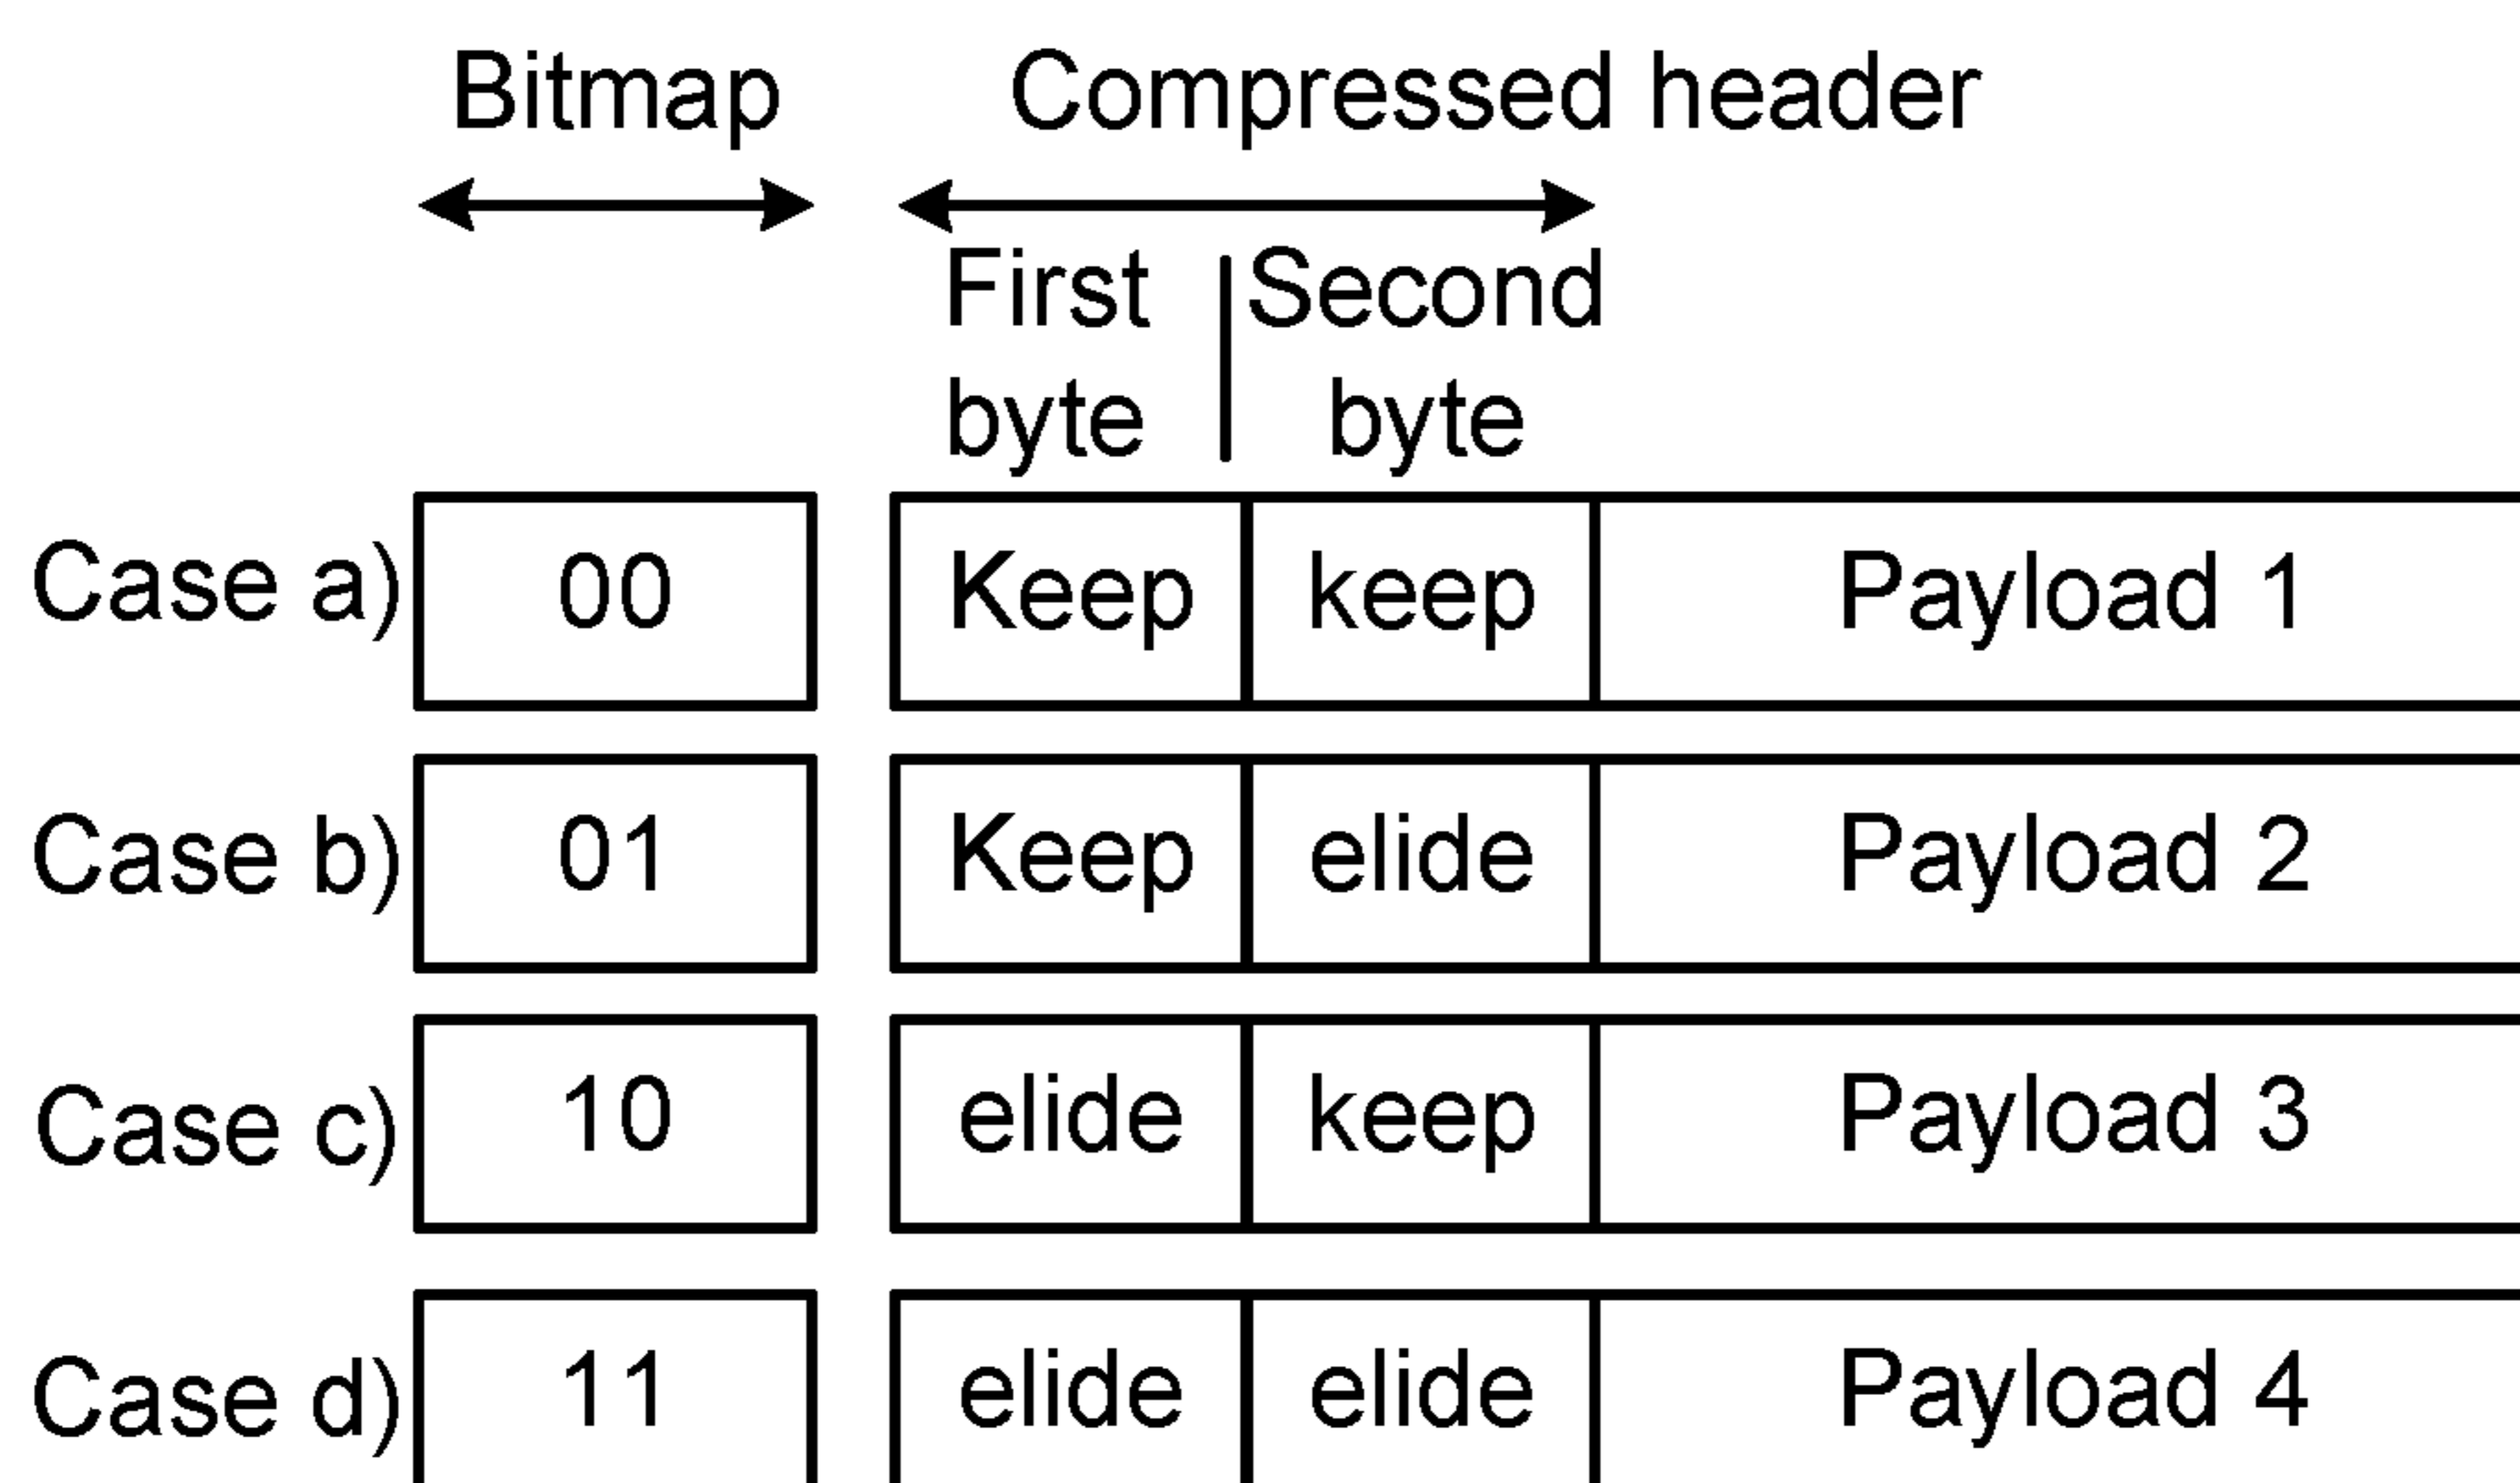 Bitmap Compressed header
First Second
byte byte
Case a) 00 Keep keep Payload 1
Case b) 01 Keep elide Payload 2
Case c) 10 elide keep Payload 3
Case d) 11 elide elide Payload 4